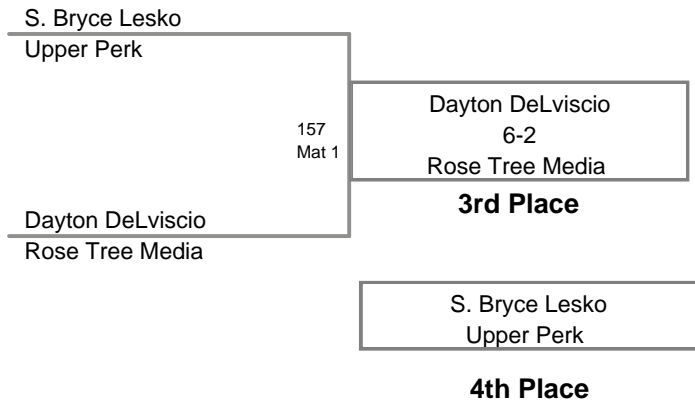 S. Bryce Lesko
Upper Perk
157
Mat 1
Dayton DeLviscio
6-2
Rose Tree Media
3rd Place
Dayton DeLviscio
Rose Tree Media
S. Bryce Lesko
Upper Perk
4th Place